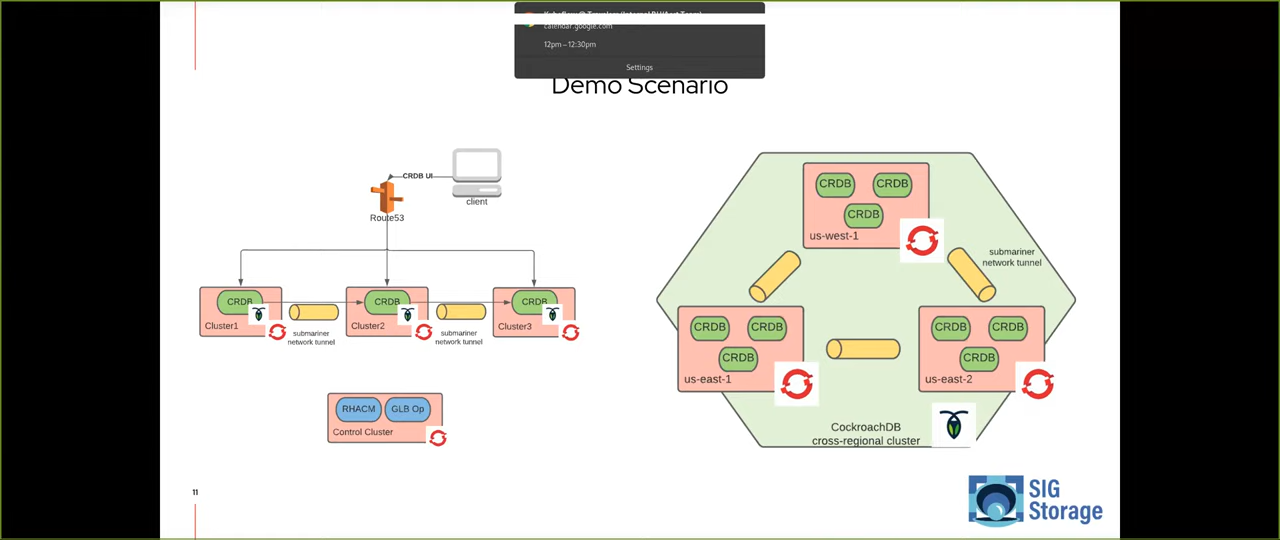 calendar.google.com
12pm – 12:30pm
Settings
Demo Scenario
CRDB UI
client
Route53
CRDB
Cluster1
submariner
network tunnel
CRDB
Cluster2
submariner
network tunnel
CRDB
Cluster3
RHACM
GLB Op
Control Cluster
CRDB
CRDB
CRDB
us-west-1
submariner
network tunnel
CRDB
CRDB
CRDB
us-east-1
CRDB
CRDB
CRDB
us-east-2
CockroachDB
cross-regional cluster
11
SIG
Storage